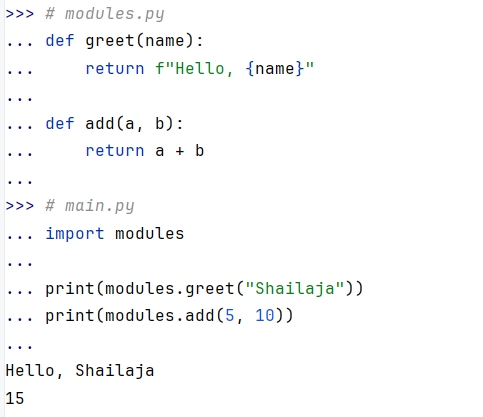 >>> # modules.py
... def greet(name):
...     return f"Hello, {name}"
...
... def add(a, b):
...     return a + b
...
>>> # main.py
... import modules
...
... print(modules.greet("Shailaja"))
... print(modules.add(5, 10))
...
Hello, Shailaja
15